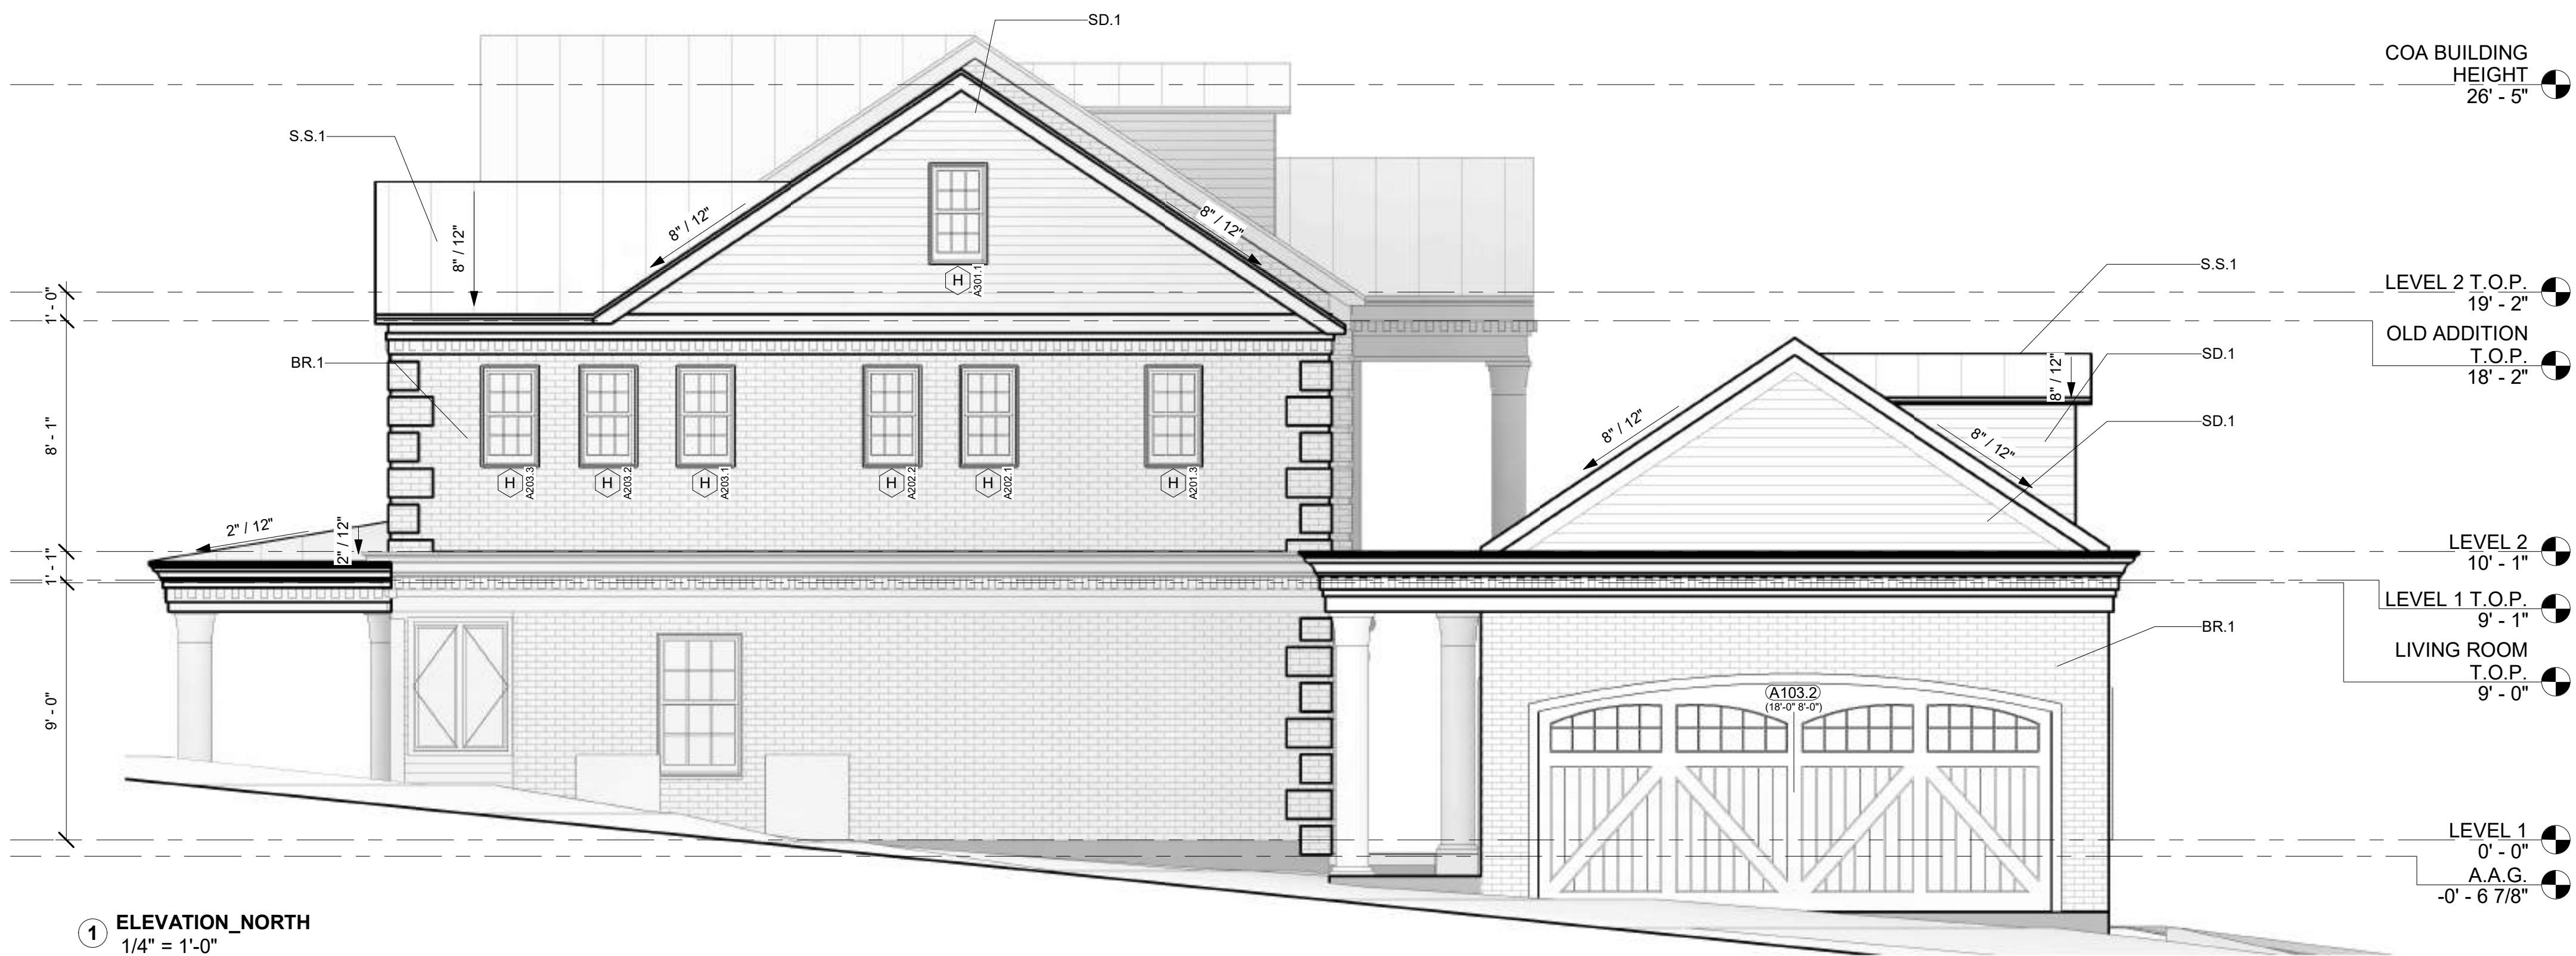 SD.1
COA BUILDING
HEIGHT
26' - 5"
S.S.1
8" / 12"
8" / 12"
8" / 12"
H
A301.1
S.S.1
LEVEL 2 T.O.P.
19' - 2"
1' - 0"
OLD ADDITION
T.O.P.
18' - 2"
BR.1
SD.1
8" / 12"
8' - 1"
8" / 12"
8" / 12"
SD.1
H
A203.3
H
A203.2
H
A203.1
H
A202.2
H
A202.1
H
A201.3
2" / 12"
2" / 12"
LEVEL 2
10' - 1"
1' - 1"
LEVEL 1 T.O.P.
9' - 1"
BR.1
LIVING ROOM
T.O.P.
9' - 0"
9' - 0"
A103.2
(18'-0" 8'-0")
LEVEL 1
0' - 0"
A.A.G.
-0' - 6 7/8"
1
ELEVATION_NORTH
1/4" = 1'-0"